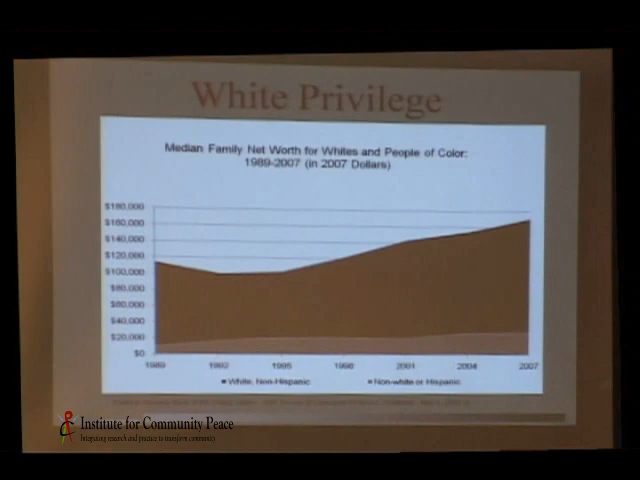 White Privilege
Median Family Net Worth for Whites and People of Color:
1989-2007 (in 2007 Dollars)
$180,000
$160,000
$140,000
$120,000
$100,000
$80,000
$60,000
$40,000
$20,000
$0
1989 1992 1995 1998 2001 2004 2007
White, Non-Hispanic Non-white or Hispanic
Institute for Community Peace
Integrating research and practice to transform community